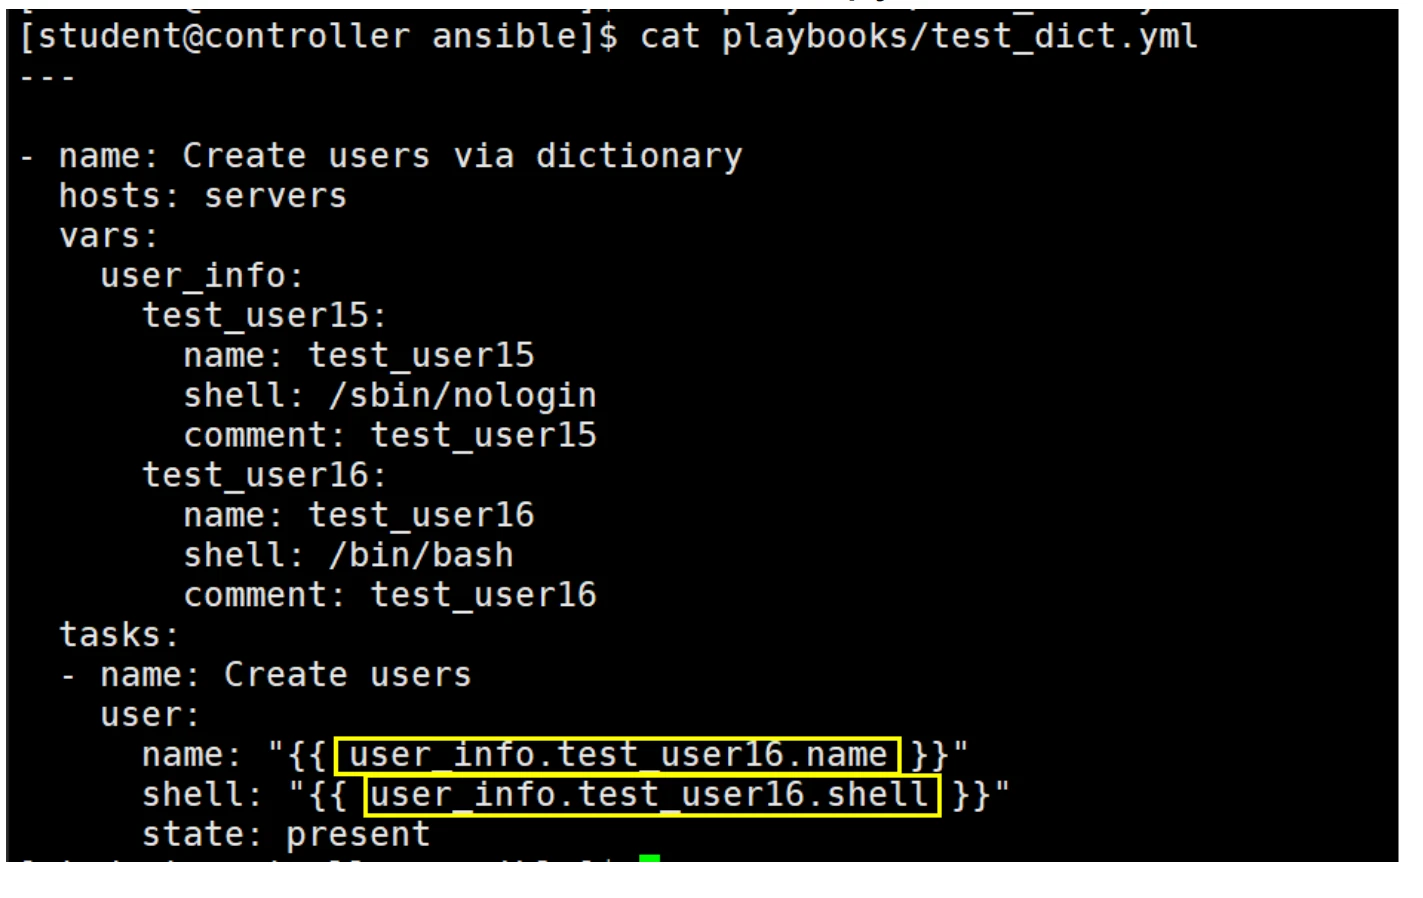 [student@controller ansible]$ cat playbooks/test_dict.yml
---
- name: Create users via dictionary
  hosts: servers
  vars:
    user_info:
      test_user15:
        name: test_user15
        shell: /sbin/nologin
        comment: test_user15
      test_user16:
        name: test_user16
        shell: /bin/bash
        comment: test_user16
  tasks:
  - name: Create users
    user:
      name: "{{ user_info.test_user16.name }}"
      shell: "{{ user_info.test_user16.shell }}"
      state: present